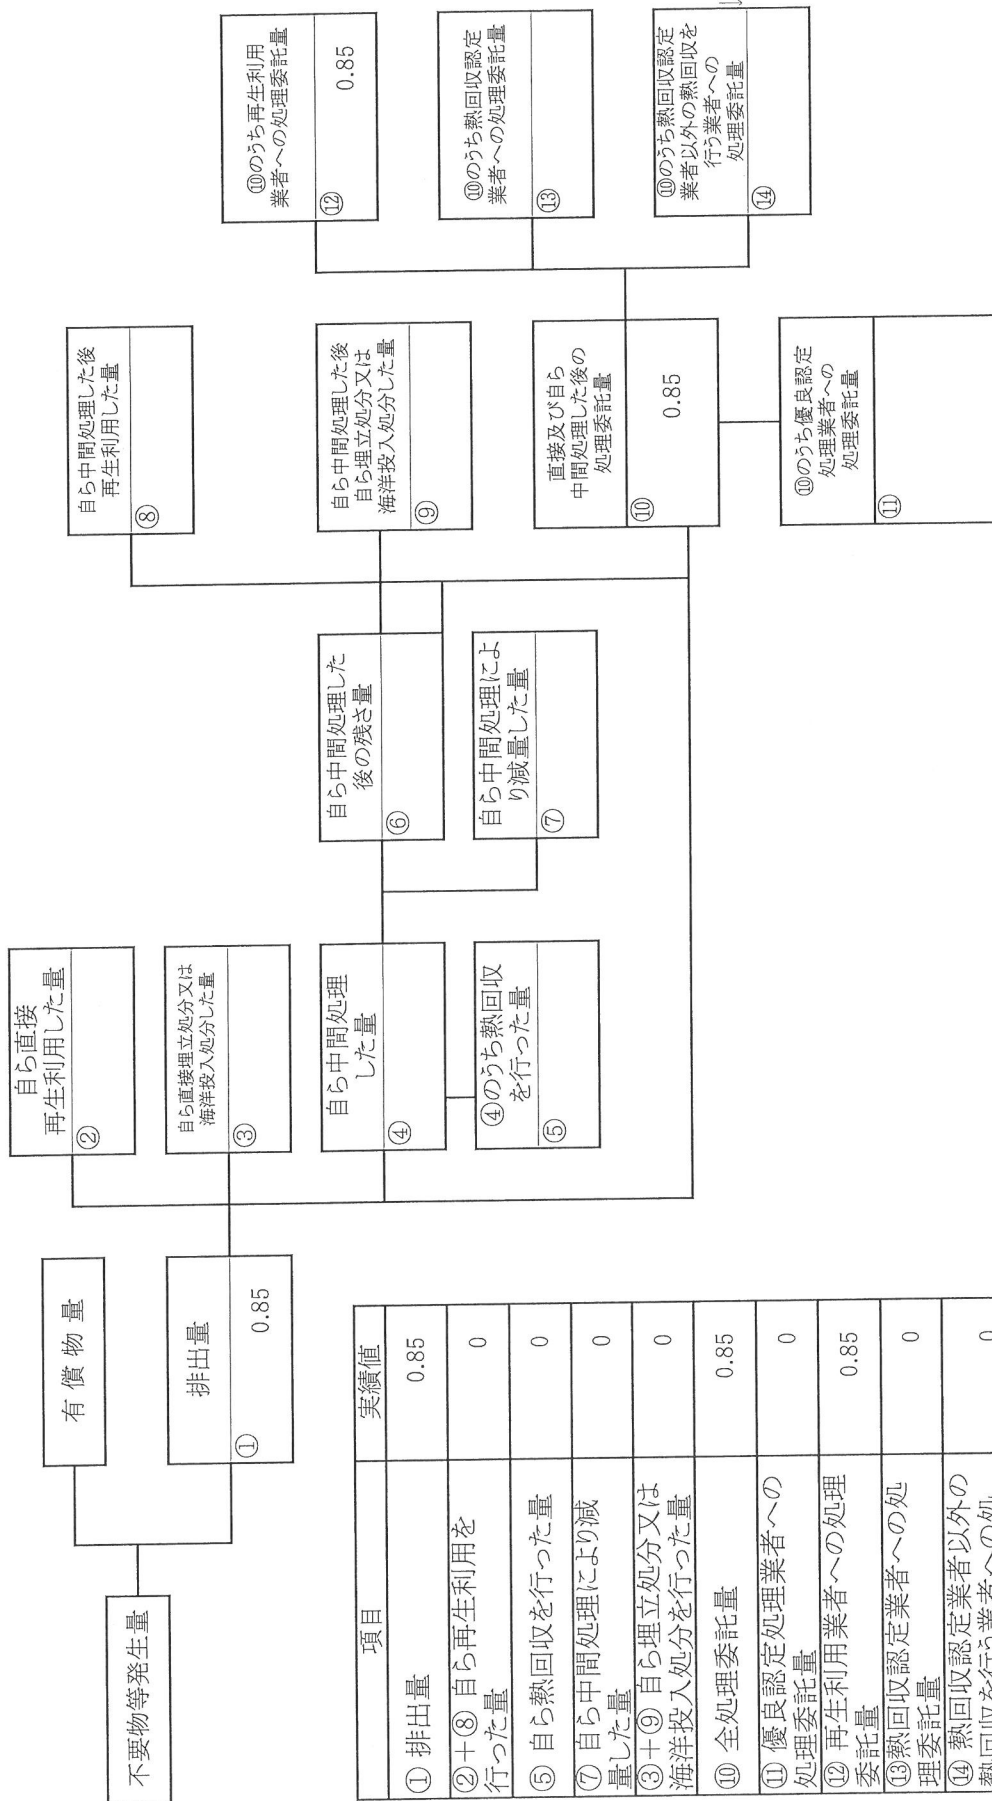 不要物等発生量
有償物量
排出量
①
0.85
自ら直接
再生利用した量
②
自ら直接埋立処分又は
海洋投入処分した量
③
自ら中間処理
した量
④
④のうち熱回収
を行った量
⑤
自ら中間処理した
後の残さ量
⑥
自ら中間処理によ
り減量した量
⑦
自ら中間処理した後
再生利用した量
⑧
自ら中間処理した後
自ら埋立処分又は
海洋投入処分した量
⑨
直接及び自ら
中間処理した後の
処理委託量
⑩
0.85
⑩のうち優良認定
処理業者への
処理委託量
⑪
⑩のうち再生利用
業者への処理委託量
⑫
0.85
⑩のうち熱回収認定
業者への処理委託量
⑬
⑩のうち熱回収認定
業者以外の熱回収を
行う業者への
処理委託量
⑭
項目 実績値
① 排出量 0.85
②+⑧ 自ら再生利用を
行った量 0
⑤ 自ら熱回収を行った量 0
⑦ 自ら中間処理により減
量した量 0
③+⑨ 自ら埋立処分又は
海洋投入処分を行った量 0
⑩ 全処理委託量 0.85
⑪ 優良認定処理業者への
処理委託量 0
⑫ 再生利用業者への処理
委託量 0.85
⑬熱回収認定業者への処
理委託量 0
⑭ 熱回収認定業者以外の
熱回収を行う業者への処 0